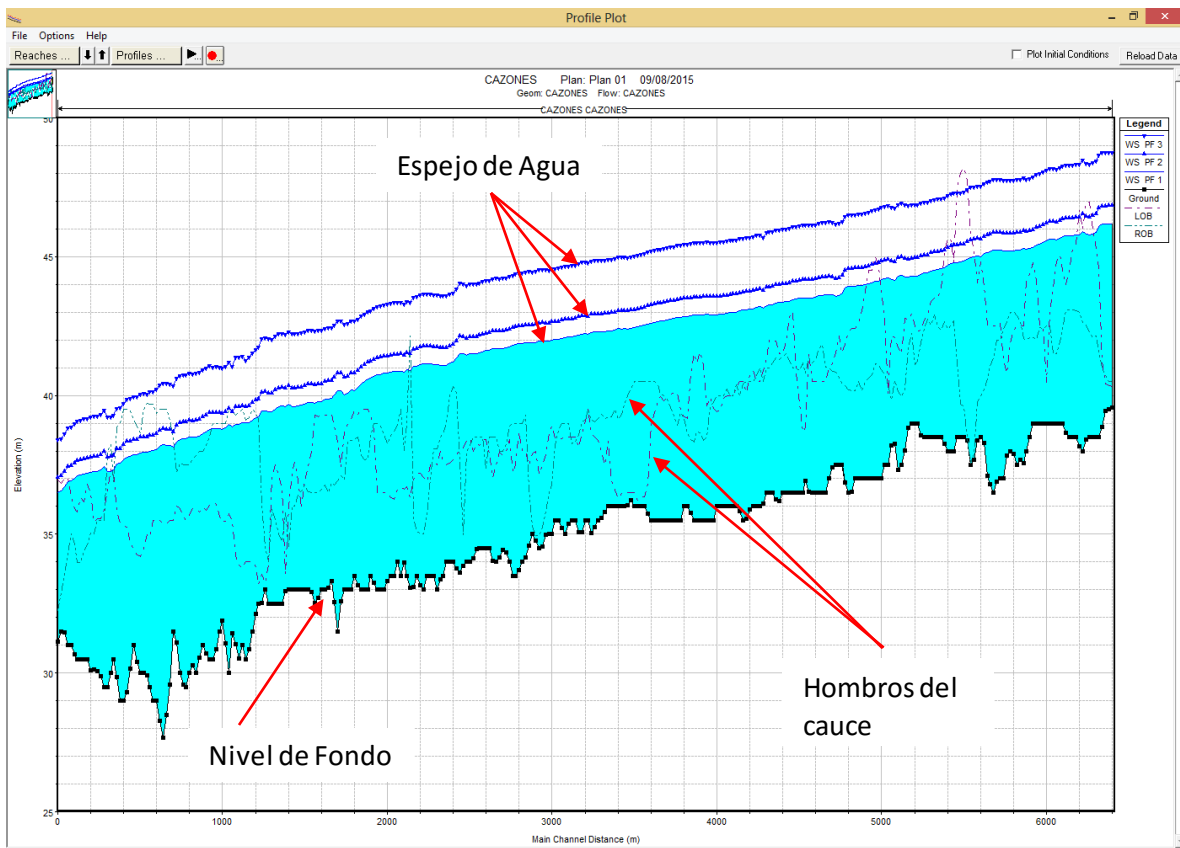 Profile Plot
File Options Help
Reaches ... Profiles ... Plot Initial Conditions Reload Data
CAZONES Plan: Plan 01 09/08/2015
Geom: CAZONES Flow: CAZONES
CAZONES CAZONES
Legend
WS PF 3
WS PF 2
WS PF 1
Ground
LOB
ROB
Espejo de Agua
Hombros del
cauce
Nivel de Fondo
Elevation (m)
50
45
40
35
30
25
0 1000 2000 3000 4000 5000 6000
Main Channel Distance (m)